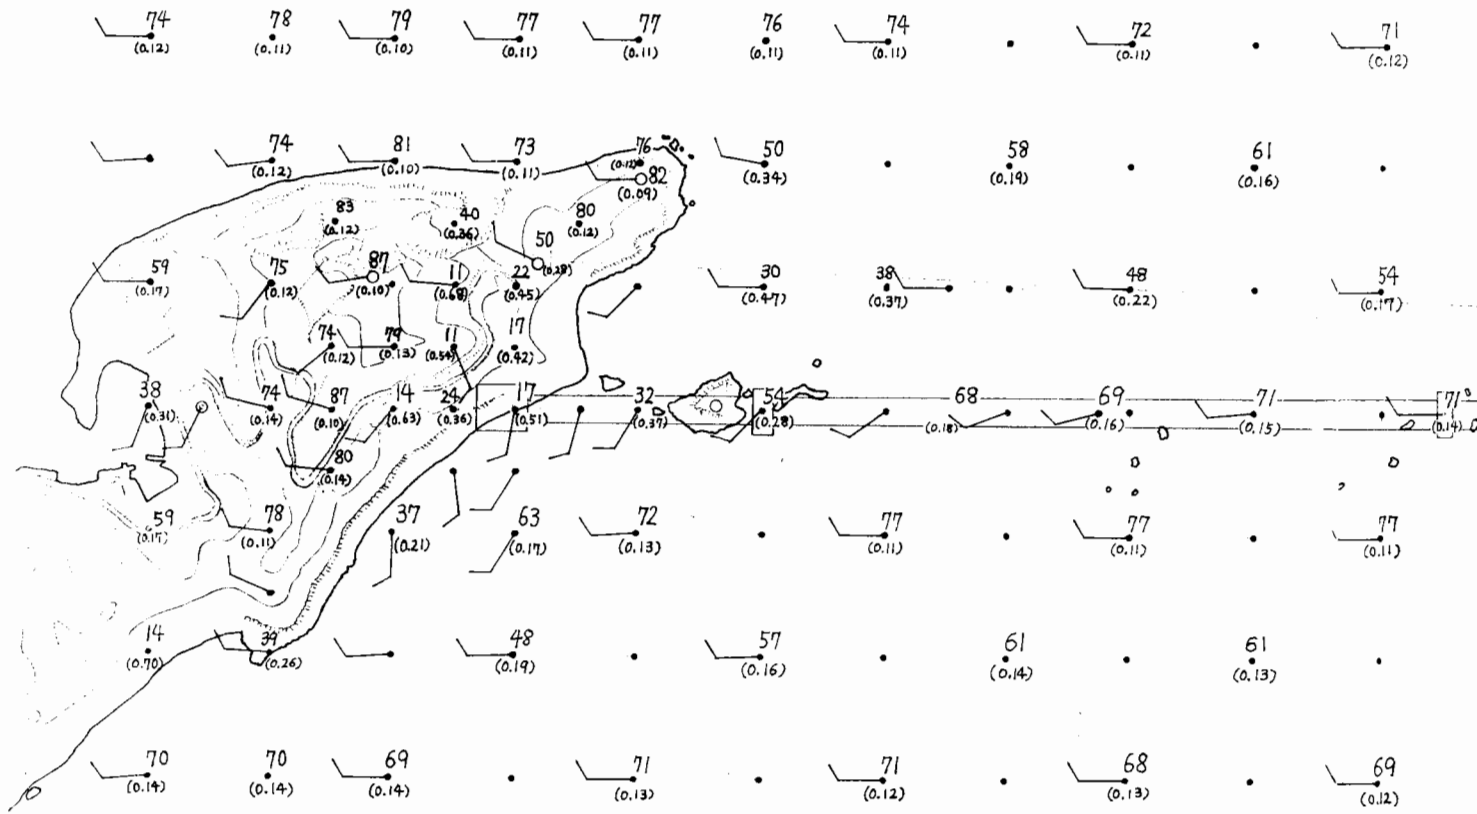 74 78 79 77 77 76 74 72 71
(0.12) (0.11) (0.10) (0.11) (0.11) (0.11) (0.11) (0.11) (0.12)
74 81 73 76 50 58 61
(0.12) (0.10) (0.11) (0.12) (0.34) (0.19) (0.16)
82
(0.09)
83 40 80
(0.12) (0.36) (0.12)
50
(0.28)
59 75 87 11 22 30 38 48 54
(0.17) (0.12) (0.10) (0.68) (0.45) (0.47) (0.37) (0.22) (0.17)
74 79 11 17
(0.12) (0.13) (0.54) (0.42)
38 74 87 14 24 17 32 54 68 69 71 71
(0.31) (0.14) (0.10) (0.63) (0.36) (0.51) (0.37) (0.28) (0.18) (0.16) (0.15) (0.14)
80
(0.14)
59 78 37 63 72 77 77 77
(0.17) (0.11) (0.21) (0.17) (0.13) (0.11) (0.11) (0.11)
14 39 48 57 61 61
(0.70) (0.26) (0.19) (0.16) (0.14) (0.13)
70 70 69 71 71 68 69
(0.14) (0.14) (0.14) (0.13) (0.12) (0.13) (0.12)